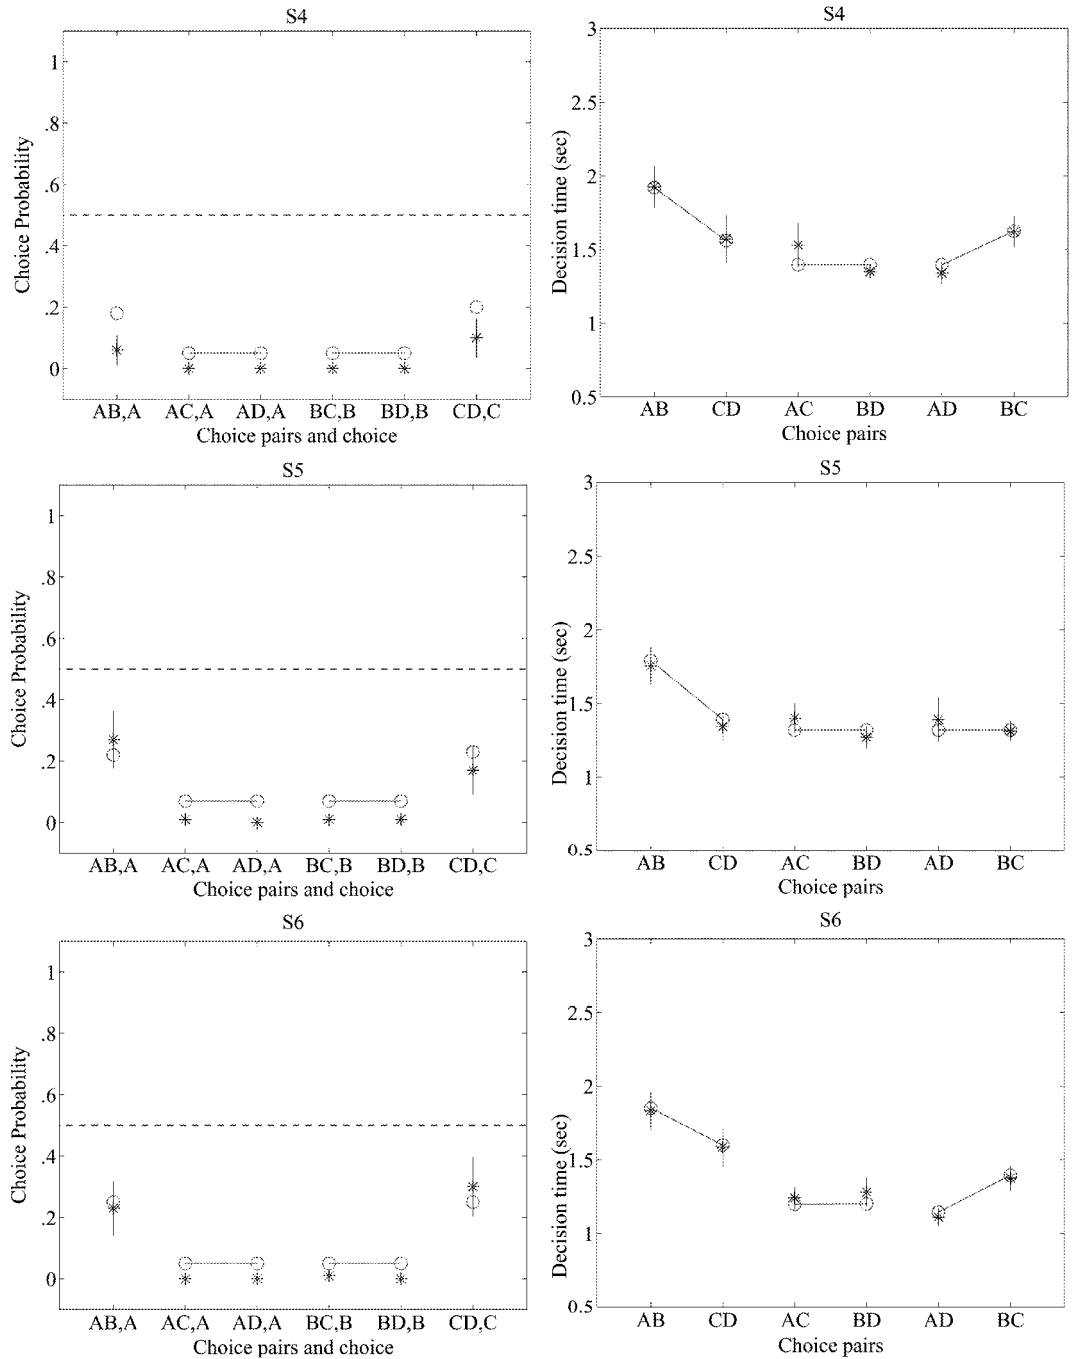 S4
Choice Probability
1
.8
.6
.4
.2
0
AB,A AC,A AD,A BC,B BD,B CD,C
Choice pairs and choice
S4
Decision time (sec)
3
2.5
2
1.5
1
0.5
AB CD AC BD AD BC
Choice pairs
S5
Choice Probability
1
.8
.6
.4
.2
0
AB,A AC,A AD,A BC,B BD,B CD,C
Choice pairs and choice
S5
Decision time (sec)
3
2.5
2
1.5
1
0.5
AB CD AC BD AD BC
Choice pairs
S6
Choice Probability
1
.8
.6
.4
.2
0
AB,A AC,A AD,A BC,B BD,B CD,C
Choice pairs and choice
S6
Decision time (sec)
3
2.5
2
1.5
1
0.5
AB CD AC BD AD BC
Choice pairs